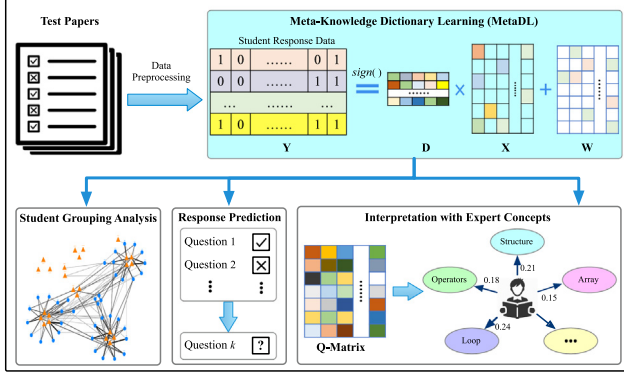 Test Papers
Data
Preprocessing
Meta-Knowledge Dictionary Learning (MetaDL)
Student Response Data
1 0 ...... 0 1
0 0 ...... 1 1
... ...... ...
1 0 ...... 1 1
Y
sign( )
=
......
D
×
......
X
+
......
W
Student Grouping Analysis
Response Prediction
Question 1
Question 2
Question k ?
Interpretation with Expert Concepts
......
Q-Matrix
Structure
0.21
Operators
0.18
Array
0.15
Loop
0.24
...